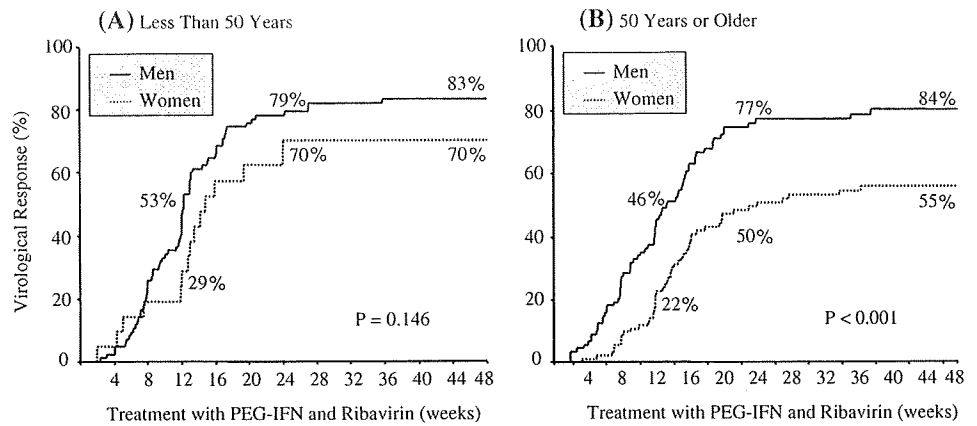 (A) Less Than 50 Years
100
80
60
40
20
0
Virological Response (%)
Men
Women
53%
79%
83%
29%
70%
70%
P = 0.146
4 8 12 16 20 24 28 32 36 40 44 48
Treatment with PEG-IFN and Ribavirin (weeks)
(B) 50 Years or Older
100
80
60
40
20
0
Men
Women
46%
77%
84%
22%
50%
55%
P < 0.001
4 8 12 16 20 24 28 32 36 40 44 48
Treatment with PEG-IFN and Ribavirin (weeks)